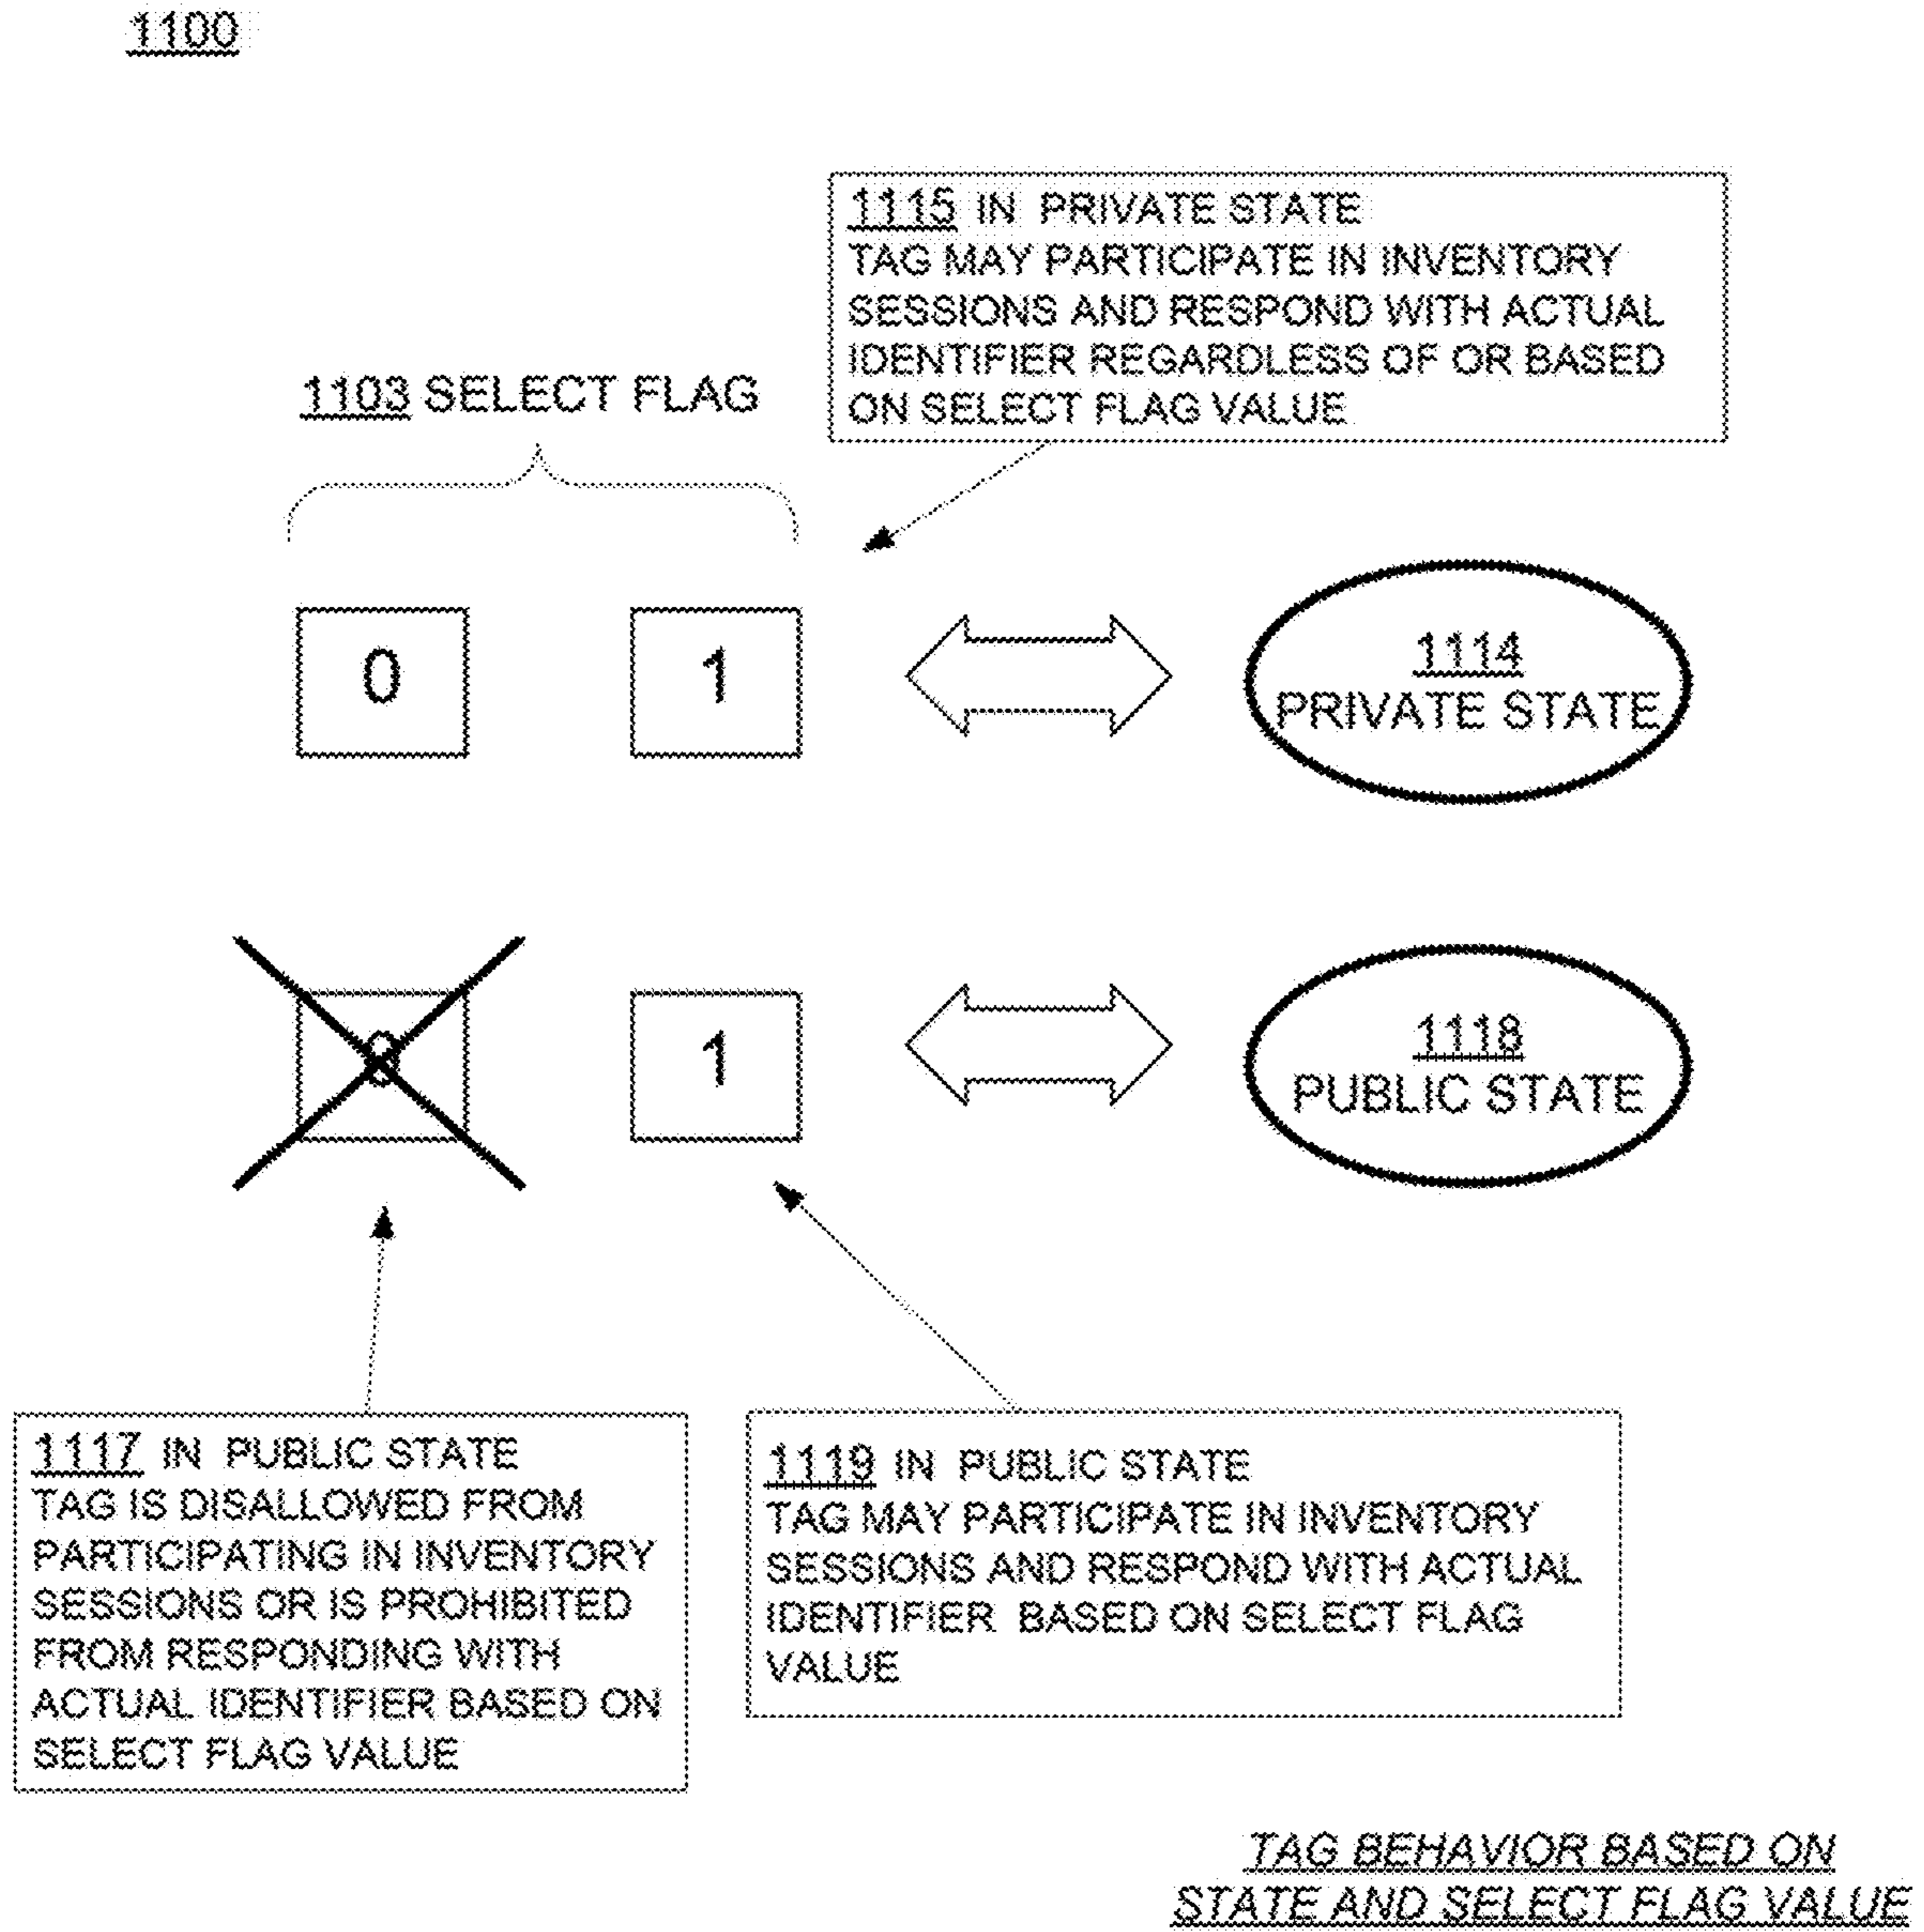 1100
1115 IN PRIVATE STATE
TAG MAY PARTICIPATE IN INVENTORY
SESSIONS AND RESPOND WITH ACTUAL
IDENTIFIER REGARDLESS OF OR BASED
ON SELECT FLAG VALUE
1103 SELECT FLAG
0
1
1114
PRIVATE STATE
0
1
1118
PUBLIC STATE
1117 IN PUBLIC STATE
TAG IS DISALLOWED FROM
PARTICIPATING IN INVENTORY
SESSIONS OR IS PROHIBITED
FROM RESPONDING WITH
ACTUAL IDENTIFIER BASED ON
SELECT FLAG VALUE
1119 IN PUBLIC STATE
TAG MAY PARTICIPATE IN INVENTORY
SESSIONS AND RESPOND WITH ACTUAL
IDENTIFIER BASED ON SELECT FLAG
VALUE
TAG BEHAVIOR BASED ON
STATE AND SELECT FLAG VALUE